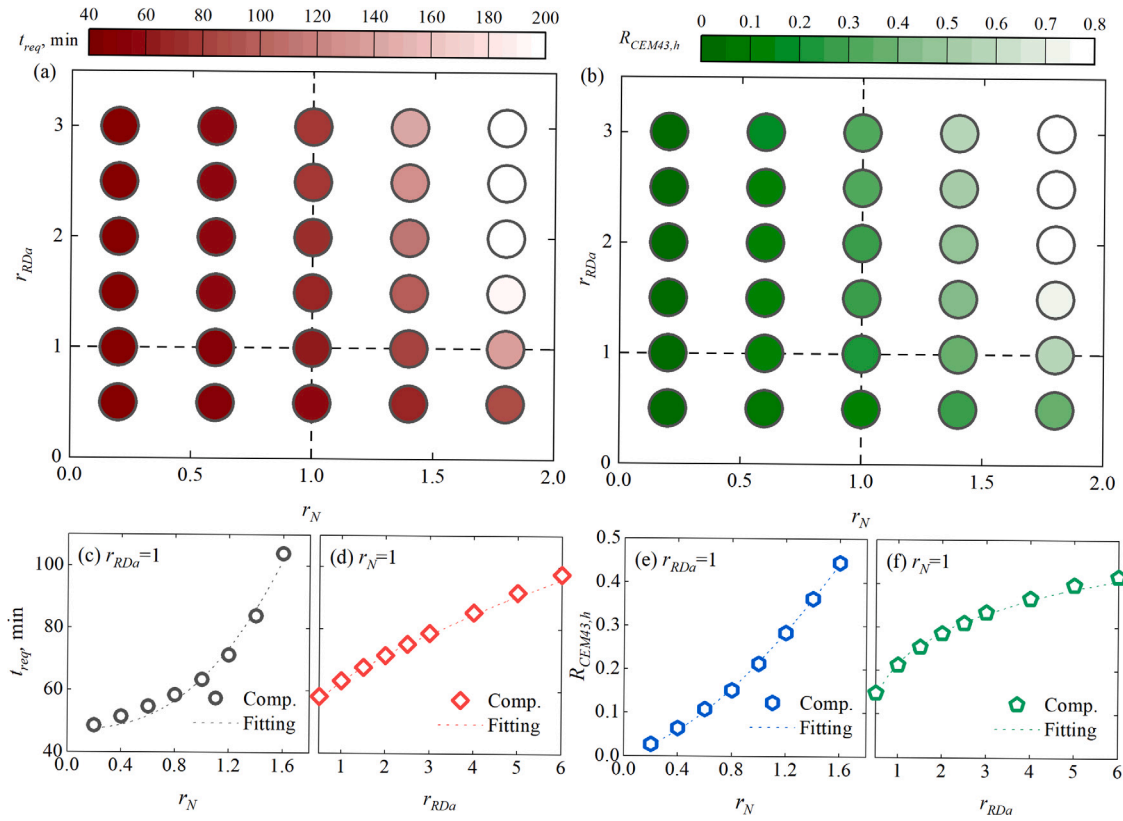 40 60 80 100 120 140 160 180 200
t_req, min
(a)
3
2
1
0
r_RDa
0.0 0.5 1.0 1.5 2.0
r_N
0 0.1 0.2 0.3 0.4 0.5 0.6 0.7 0.8
R_CEM43,h
(b)
3
2
1
0
r_RDa
0.0 0.5 1.0 1.5 2.0
r_N
(c) r_RDa=1
100
80
60
40
t_req, min
Comp.
Fitting
0.0 0.4 0.8 1.2 1.6
r_N
(d) r_N=1
Comp.
Fitting
1 2 3 4 5 6
r_RDa
(e) r_RDa=1
0.5
0.4
0.3
0.2
0.1
0.0
R_CEM43,h
Comp.
Fitting
0.0 0.4 0.8 1.2 1.6
r_N
(f) r_N=1
Comp.
Fitting
1 2 3 4 5 6
r_RDa